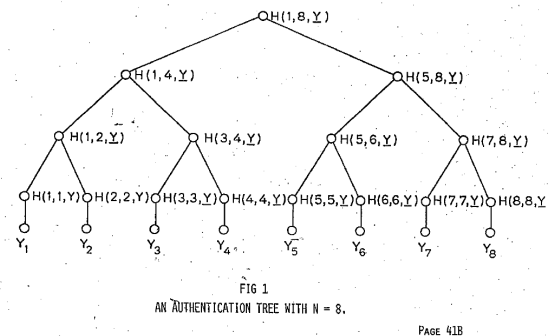 H(1,8,Y)
H(1,4,Y) H(5,8,Y)
H(1,2,Y) H(3,4,Y) H(5,6,Y) H(7,8,Y)
H(1,1,Y) H(2,2,Y) H(3,3,Y) H(4,4,Y) H(5,5,Y) H(6,6,Y) H(7,7,Y) H(8,8,Y
Y1 Y2 Y3 Y4 Y5 Y6 Y7 Y8
FIG 1
AN AUTHENTICATION TREE WITH N = 8.
PAGE 41B